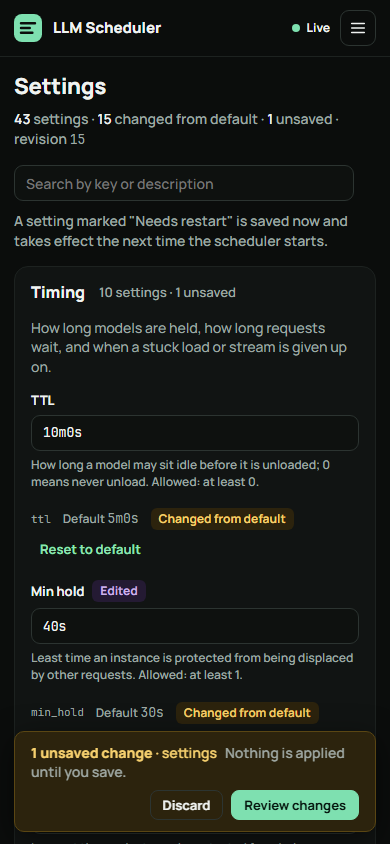 LLM Scheduler
Live
Settings
43 settings · 15 changed from default · 1 unsaved ·
revision 15
Search by key or description
A setting marked "Needs restart" is saved now and
takes effect the next time the scheduler starts.
Timing 10 settings · 1 unsaved
How long models are held, how long requests
wait, and when a stuck load or stream is given up
on.
TTL
10m0s
How long a model may sit idle before it is unloaded; 0
means never unload. Allowed: at least 0.
ttl Default 5m0s Changed from default
Reset to default
Min hold Edited
40s
Least time an instance is protected from being displaced
by other requests. Allowed: at least 1.
min_hold Default 30s Changed from default
1 unsaved change · settings Nothing is applied
until you save.
Discard Review changes